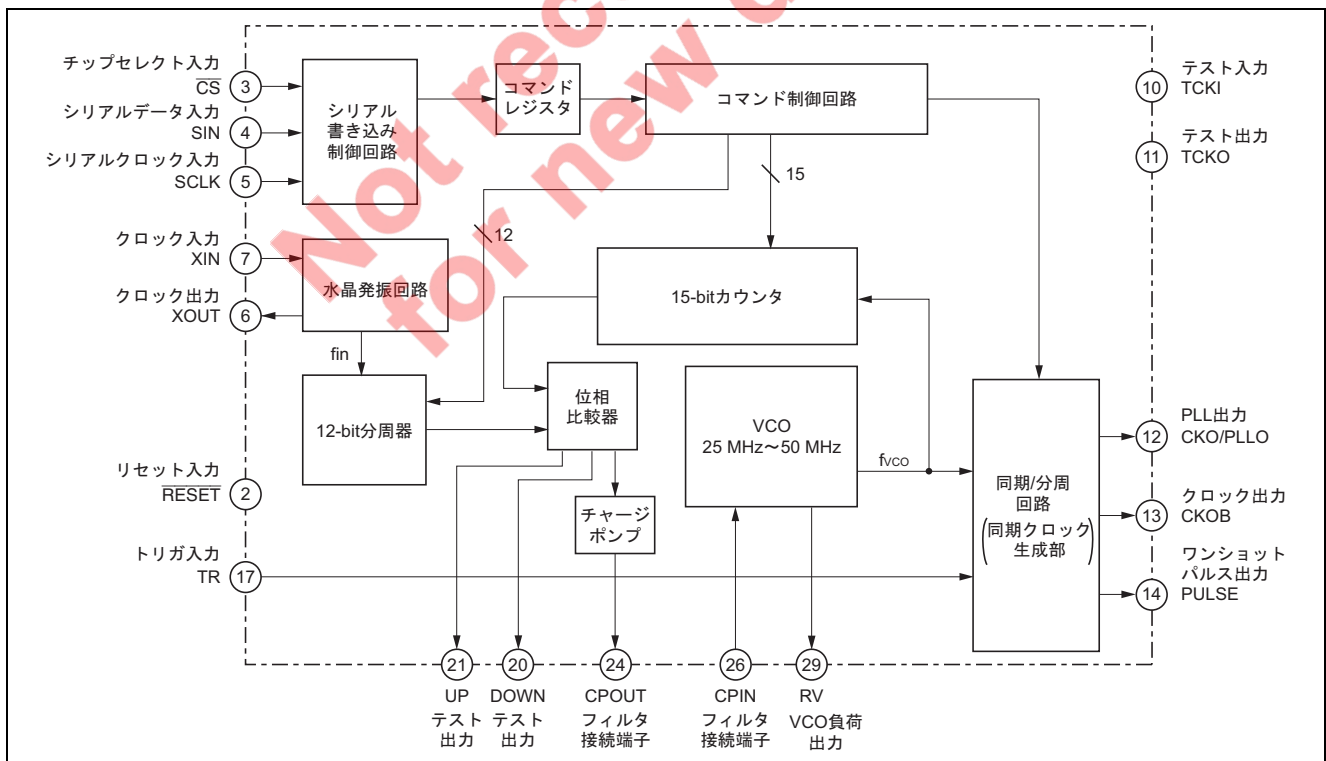 Not reco
for new d
チップセレクト入力
CS
3
シリアルデータ入力
SIN
4
シリアルクロック入力
SCLK
5
シリアル
書き込み
制御回路
コマンド
レジスタ
コマンド制御回路
テスト入力
TCKI
10
テスト出力
TCKO
11
15
12
クロック入力
XIN
7
クロック出力
XOUT
6
水晶発振回路
fin
15-bitカウンタ
12-bit分周器
位相
比較器
VCO
25 MHz～50 MHz
fVCO
リセット入力
RESET
2
チャージ
ポンプ
トリガ入力
TR
17
同期/分周
回路
(同期クロック
生成部)
PLL出力
CKO/PLLO
12
クロック出力
CKOB
13
ワンショット
パルス出力
PULSE
14
21
UP
テスト
出力
20
DOWN
テスト
出力
24
CPOUT
フィルタ
接続端子
26
CPIN
フィルタ
接続端子
29
RV
VCO負荷
出力